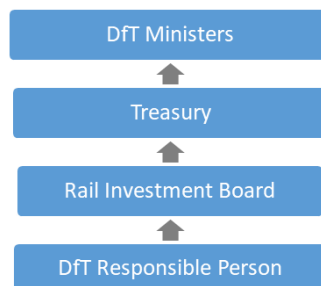 DfT Ministers
Treasury
Rail Investment Board
DfT Responsible Person